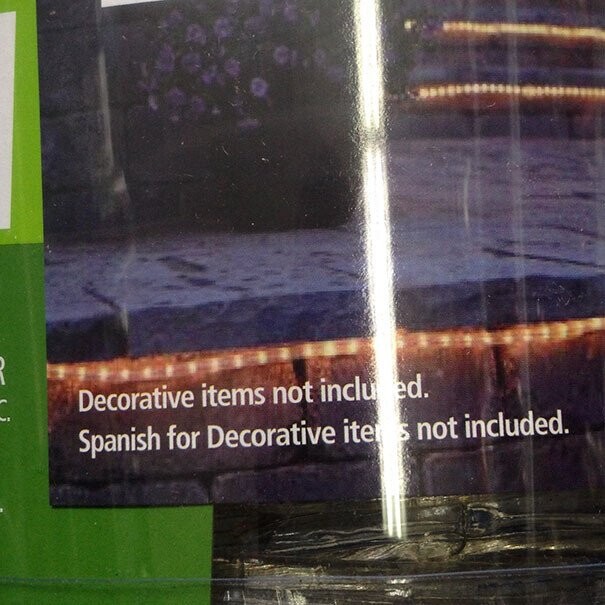 Decorative items not included.
Spanish for Decorative items not included.
R
C.